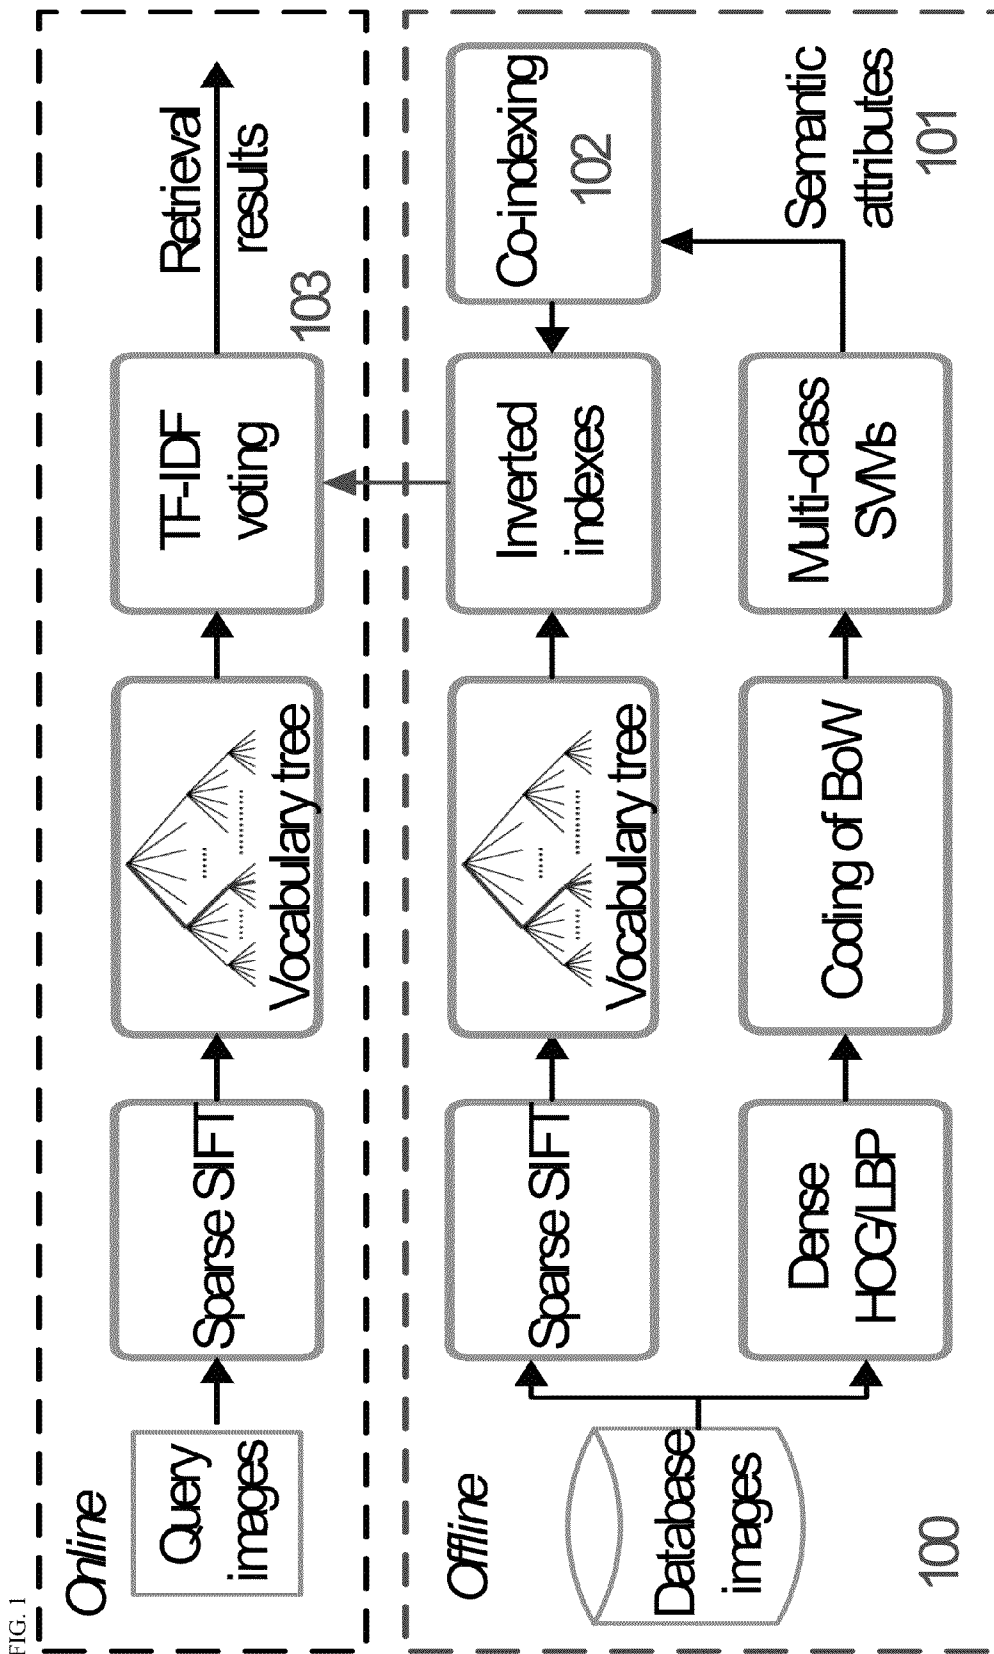 FIG. 1
Online
Query
images
Sparse SIFT
Vocabulary tree
TF-IDF
voting
Retrieval
results
103
Offline
Database
images
Sparse SIFT
Vocabulary tree
Inverted
indexes
Co-indexing
102
Dense
HOG/LBP
Coding of BoW
Multi-class
SVMs
Semantic
attributes
101
100